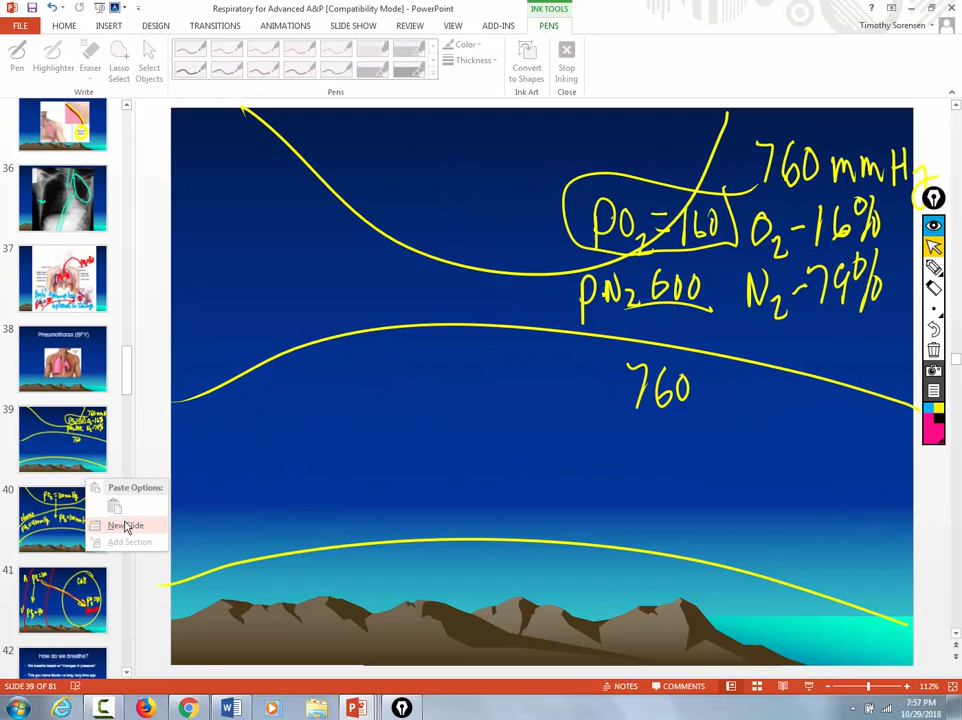 Respiratory for Advanced A&P [Compatibility Mode] - PowerPoint
INK TOOLS
FILE HOME INSERT DESIGN TRANSITIONS ANIMATIONS SLIDE SHOW REVIEW VIEW ADD-INS PENS
Timothy Sorensen
Pen Highlighter Eraser Lasso Select Select Objects
Color
Thickness
Convert to Shapes
Stop Inking
Write Pens Ink Art Close
36
37
38
Pneumothorax (BFY)
39
40
41
42
How do we breathe?
Paste Options:
New Slide
Add Section
760 mmHg
PO2=160 O2-16%
PN2 600 N2-79%
760
SLIDE 39 OF 81
NOTES COMMENTS 112%
7:57 PM
10/29/2018